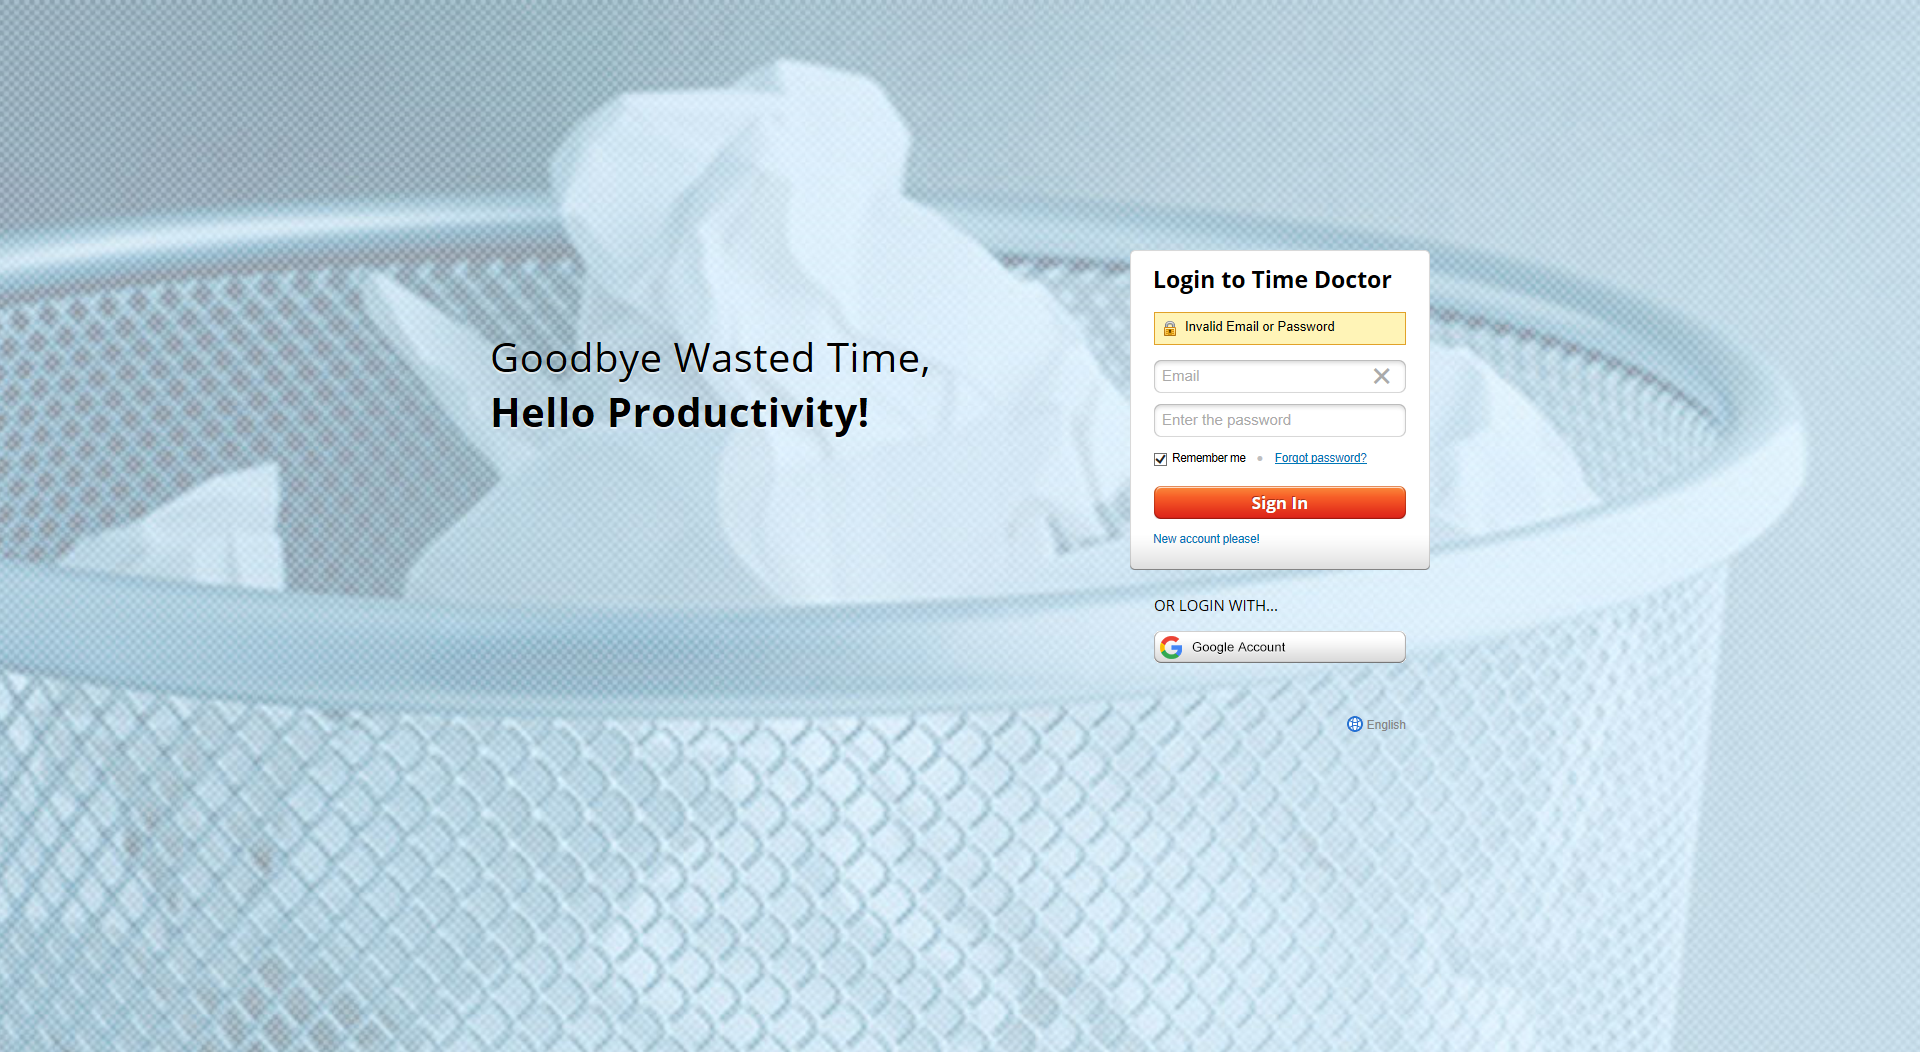 Goodbye Wasted Time,
Hello Productivity!
Login to Time Doctor
Invalid Email or Password
Email
Enter the password
Remember me
Forgot password?
Sign In
New account please!
OR LOGIN WITH...
Google Account
English